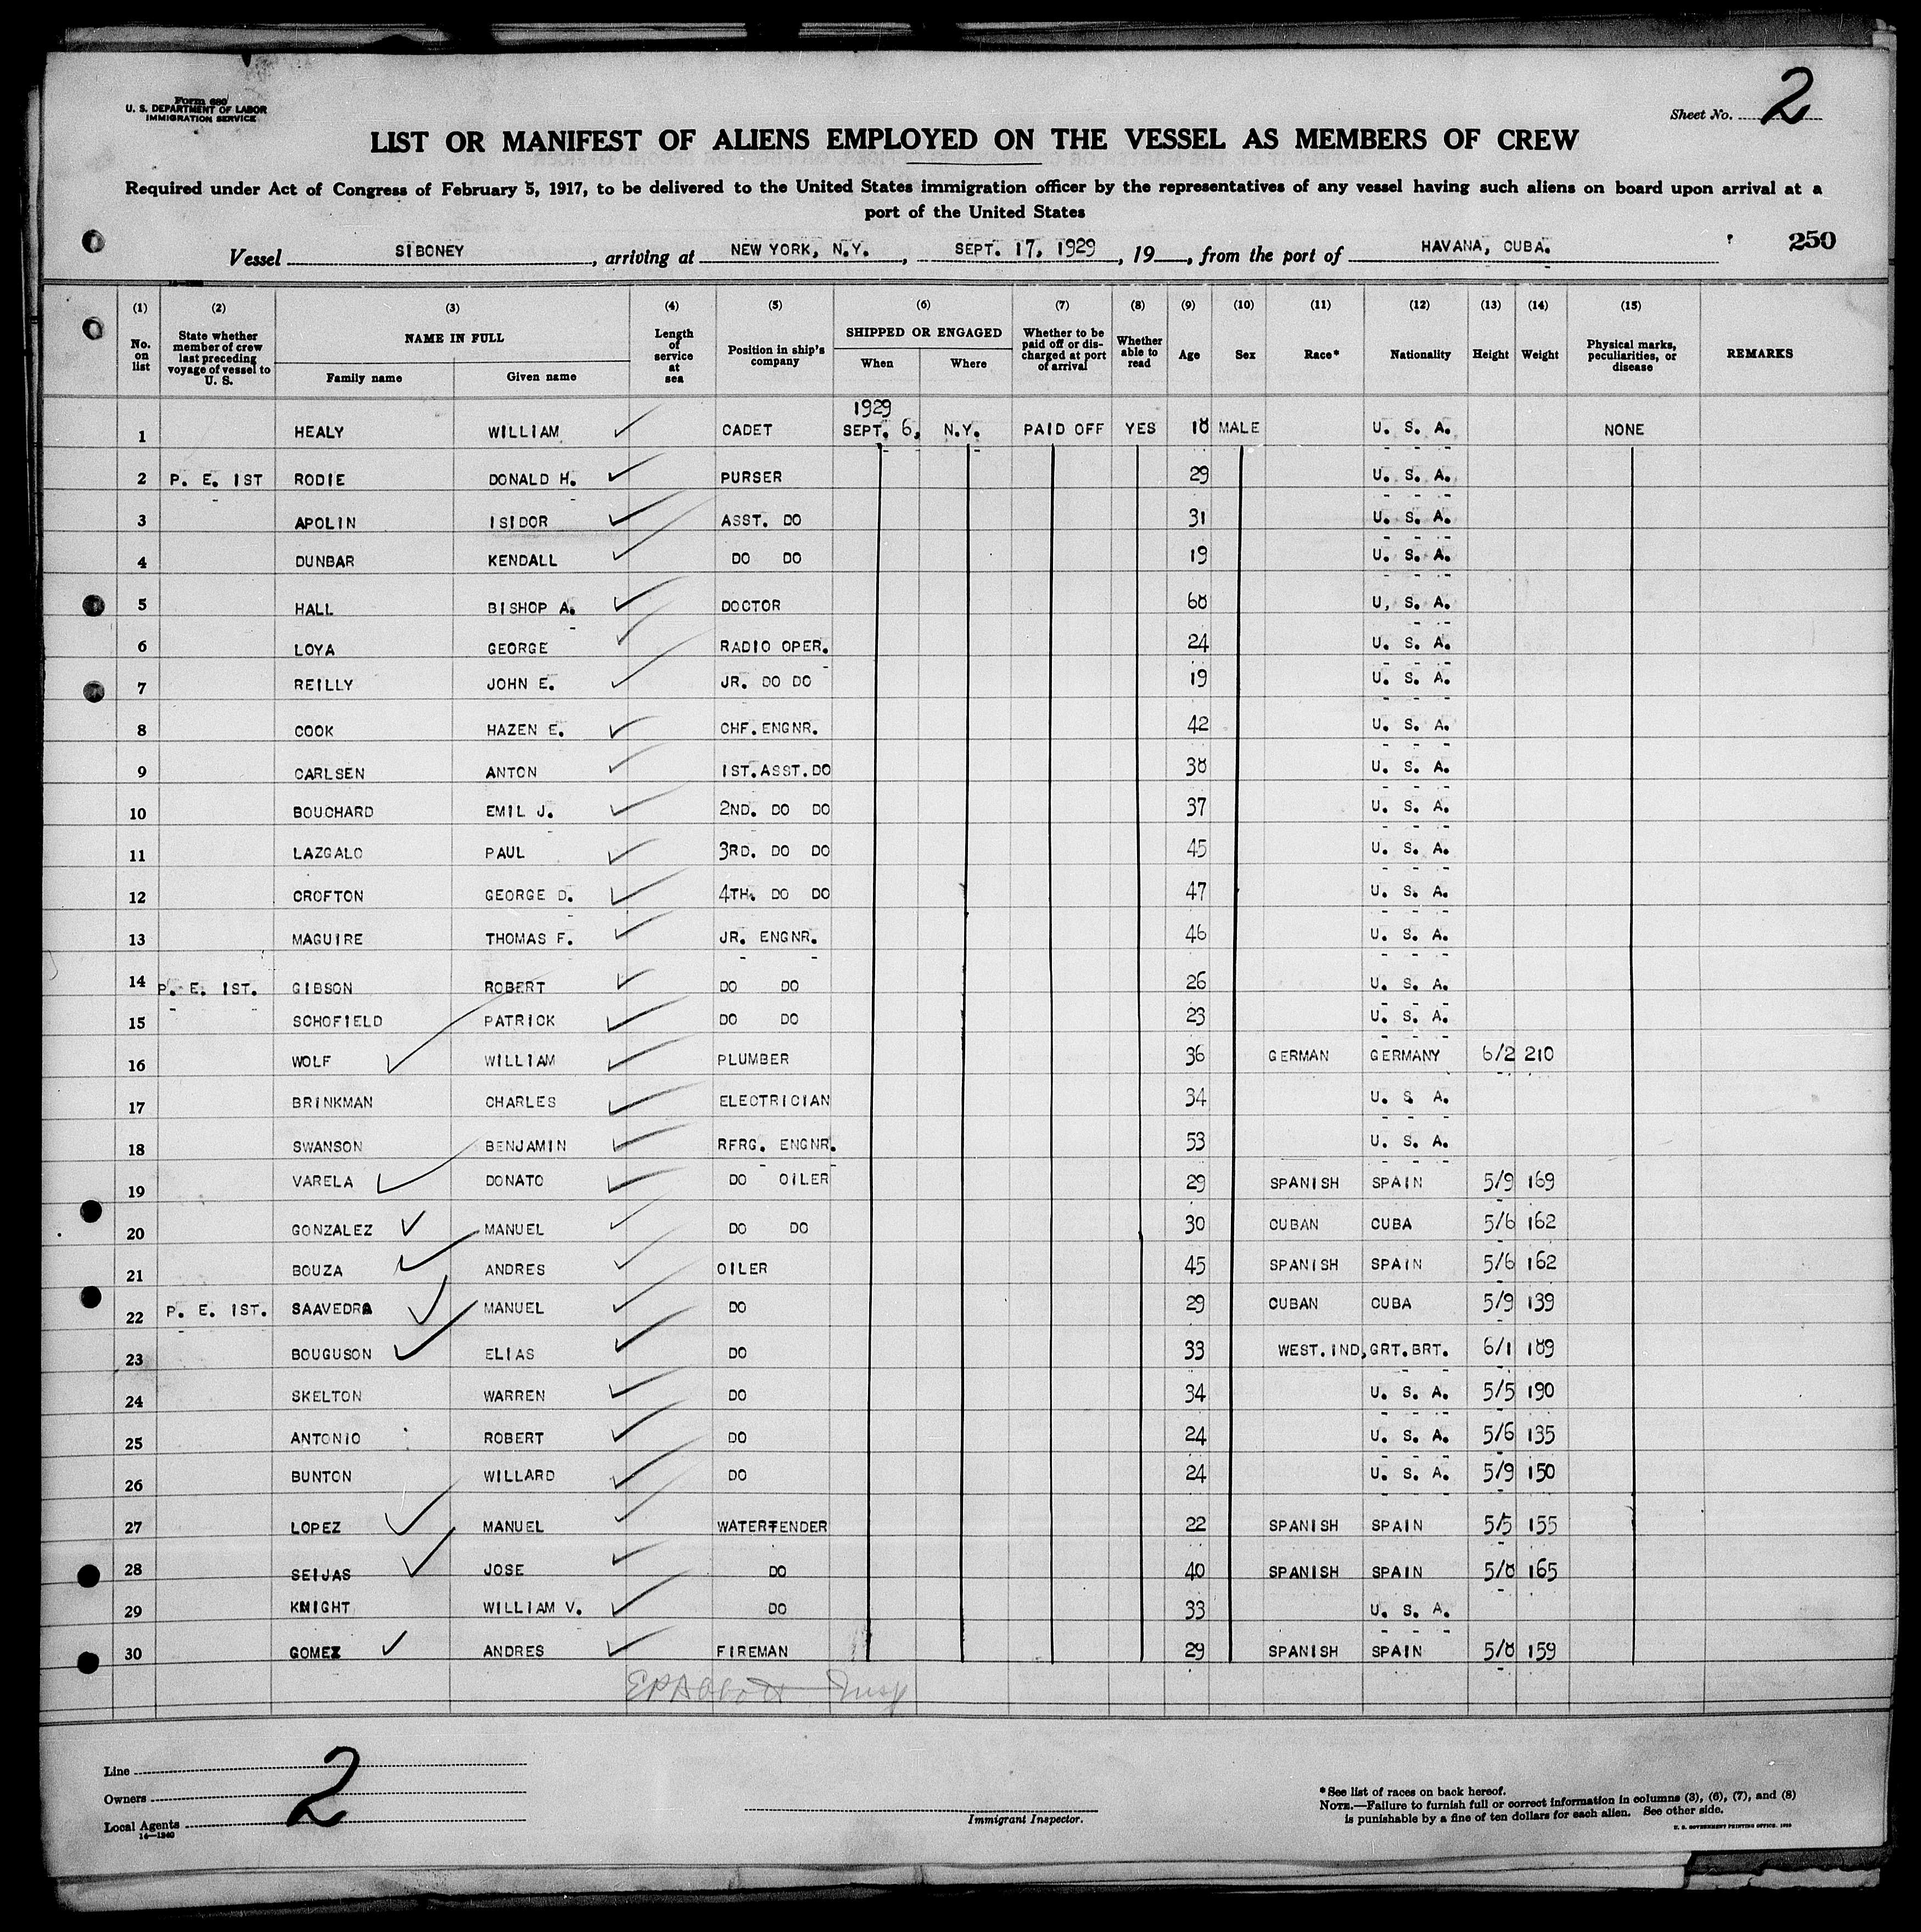 Form 680
U. S. DEPARTMENT OF LABOR
IMMIGRATION SERVICE
Sheet No. 2
LIST OR MANIFEST OF ALIENS EMPLOYED ON THE VESSEL AS MEMBERS OF CREW
Required under Act of Congress of February 5, 1917, to be delivered to the United States immigration officer by the representatives of any vessel having such aliens on board upon arrival at a
port of the United States
Vessel SIBONEY, arriving at NEW YORK, N.Y., SEPT. 17, 1929, 19, from the port of HAVANA, CUBA. 250
(1) (2) (3) (4) (5) (6) (7) (8) (9) (10) (11) (12) (13) (14) (15)
No. on list State whether member of crew last preceding voyage of vessel to U. S. NAME IN FULL Family name Given name Length of service at sea Position in ship's company SHIPPED OR ENGAGED When Where Whether to be paid off or discharged at port of arrival Whether able to read Age Sex Race* Nationality Height Weight Physical marks, peculiarities, or disease REMARKS
1929
1 HEALY WILLIAM CADET SEPT. 6, N.Y. PAID OFF YES 18 MALE U. S. A. NONE
2 P. E. 1ST RODIE DONALD H. PURSER 29 U. S. A.
3 APOLIN ISIDOR ASST. DO 31 U. S. A.
4 DUNBAR KENDALL DO DO 19 U. S. A.
5 HALL BISHOP A. DOCTOR 68 U, S. A.
6 LOYA GEORGE RADIO OPER. 24 U. S. A.
7 REILLY JOHN E. JR. DO DO 19 U. S. A.
8 COOK HAZEN E. CHF. ENGNR. 42 U. S. A.
9 CARLSEN ANTON 1ST.ASST.DO 38 U. S. A.
10 BOUCHARD EMIL J. 2ND. DO DO 37 U. S. A.
11 LAZGALO PAUL 3RD. DO DO 45 U. S. A.
12 CROFTON GEORGE D. 4TH. DO DO 47 U. S. A.
13 MAGUIRE THOMAS F. JR. ENGNR. 46 U. S. A.
14 P. E. 1ST. GIBSON ROBERT DO DO 26 U. S. A.
15 SCHOFIELD PATRICK DO DO 23 U. S. A.
16 WOLF WILLIAM PLUMBER 36 GERMAN GERMANY 6/2 210
17 BRINKMAN CHARLES ELECTRICIAN 34 U. S A.
18 SWANSON BENJAMIN RFRG. ENGNR. 53 U. S. A.
19 VARELA DONATO DO OILER 29 SPANISH SPAIN 5/9 169
20 GONZALEZ MANUEL DO DO 30 CUBAN CUBA 5/6 162
21 BOUZA ANDRES OILER 45 SPANISH SPAIN 5/6 162
22 P. E. 1ST. SAAVEDRA MANUEL DO 29 CUBAN CUBA 5/9 139
23 BOUGUSON ELIAS DO 33 WEST.IND, GRT.BRT. 6/1 189
24 SKELTON WARREN DO 34 U. S. A. 5/5 190
25 ANTONIO ROBERT DO 24 U. S. A. 5/6 135
26 BUNTON WILLARD DO 24 U. S. A. 5/9 150
27 LOPEZ MANUEL WATERTENDER 22 SPANISH SPAIN 5/5 155
28 SEIJAS JOSE DO 40 SPANISH SPAIN 5/8 165
29 KNIGHT WILLIAM V. DO 33 U. S. A.
30 GOMEZ ANDRES FIREMAN 29 SPANISH SPAIN 5/8 159
EP Abbott Insp
Line
Owners
Local Agents
14—1240
2
Immigrant Inspector.
*See list of races on back hereof.
NOTE.—Failure to furnish full or correct information in columns (3), (6), (7), and (8)
is punishable by a fine of ten dollars for each alien. See other side.
U. S. GOVERNMENT PRINTING OFFICE.